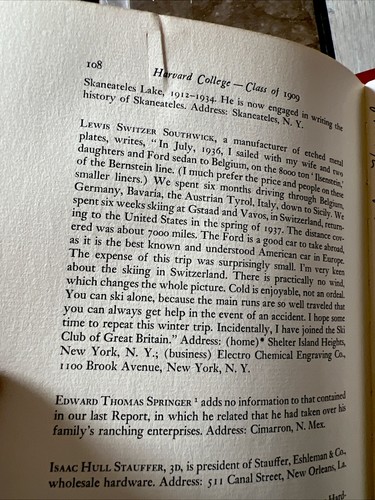 108
Harvard College—Class of 1909
Skaneateles Lake, 1912–1934. He is now engaged in writing the
history of Skaneateles. Address: Skaneateles, N. Y.
LEWIS SWITZER SOUTHWICK, a manufacturer of etched metal
plates, writes, "In July, 1936, I sailed with my wife and two
daughters and Ford sedan to Belgium, on the 8000 ton 'Ilsenstein,'
of the Bernstein line. (I much prefer the price and people on these
smaller liners.) We spent six months driving through Belgium,
Germany, Bavaria, the Austrian Tyrol, Italy, down to Sicily. We
spent six weeks skiing at Gstaad and Vavos, in Switzerland, return-
ing to the United States in the spring of 1937. The distance cov-
ered was about 7000 miles. The Ford is a good car to take abroad,
as it is the best known and understood American car in Europe.
The expense of this trip was surprisingly small. I'm very keen
about the skiing in Switzerland. There is practically no wind,
which changes the whole picture. Cold is enjoyable, not an ordeal.
You can ski alone, because the main runs are so well traveled that
you can always get help in the event of an accident. I hope some
time to repeat this winter trip. Incidentally, I have joined the Ski
Club of Great Britain." Address: (home)* Shelter Island Heights,
New York, N. Y.; (business) Electro Chemical Engraving Co.,
1100 Brook Avenue, New York, N. Y.
EDWARD THOMAS SPRINGER ¹ adds no information to that contained
in our last Report, in which he related that he had taken over his
family's ranching enterprises. Address: Cimarron, N. Mex.
ISAAC HULL STAUFFER, 3D, is president of Stauffer, Eshleman & Co.,
wholesale hardware. Address: 511 Canal Street, New Orleans, La.
Hard-